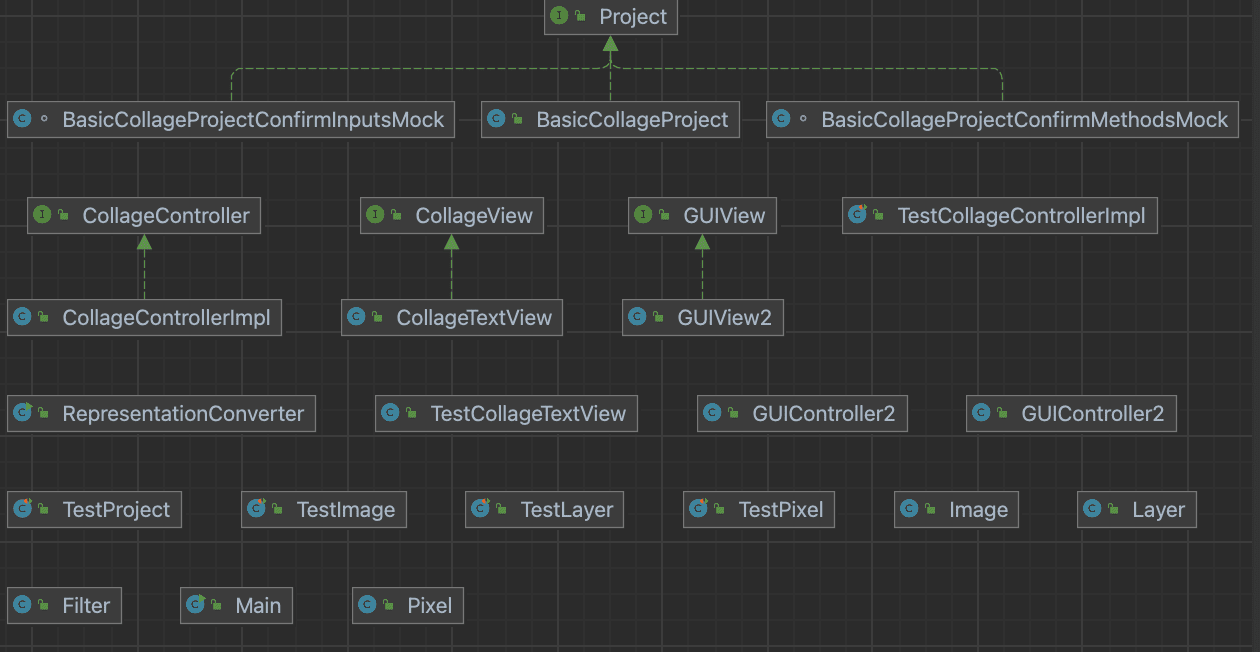 Project
BasicCollageProjectConfirmInputsMock BasicCollageProject BasicCollageProjectConfirmMethodsMock
CollageController CollageView GUIView TestCollageControllerImpl
CollageControllerImpl CollageTextView GUIView2
RepresentationConverter TestCollageTextView GUIController2 GUIController2
TestProject TestImage TestLayer TestPixel Image Layer
Filter Main Pixel